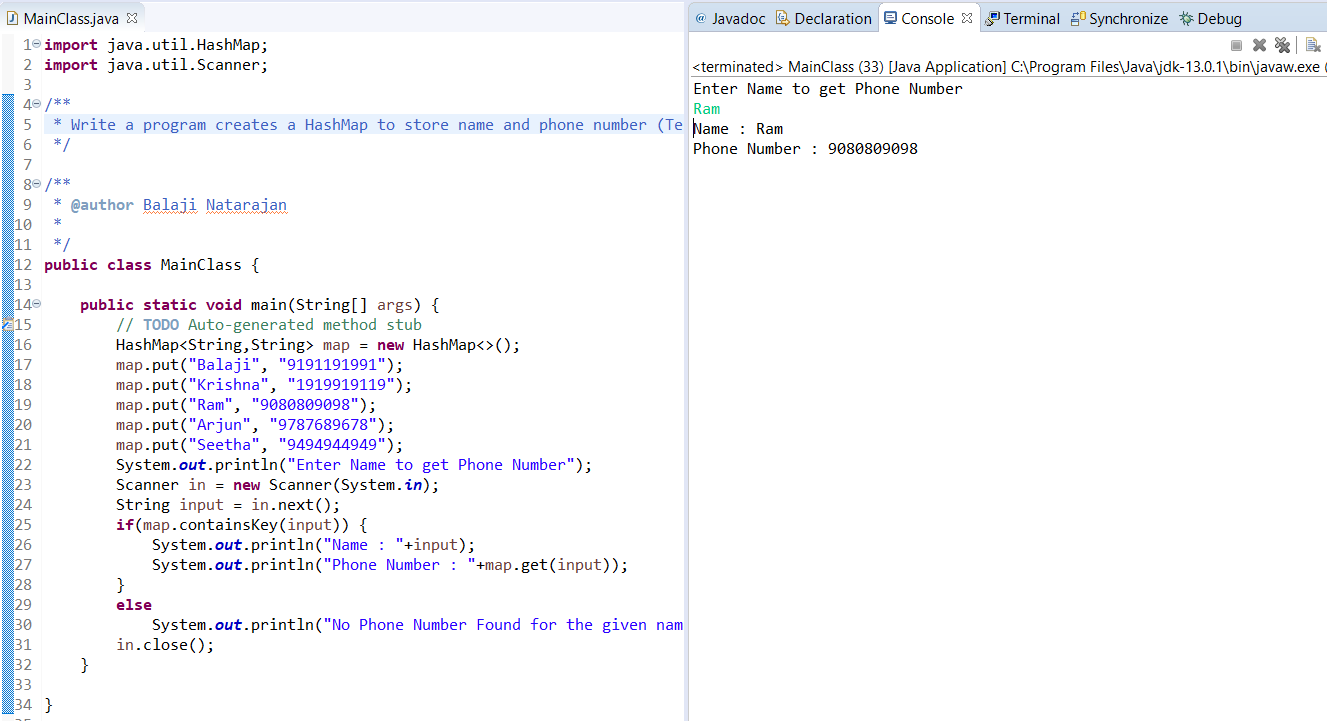 MainClass.java
1 import java.util.HashMap;
2 import java.util.Scanner;
3
4 /**
5  * Write a program creates a HashMap to store name and phone number (Te
6  */
7
8 /**
9  * @author Balaji Natarajan
10  *
11  */
12 public class MainClass {
13
14     public static void main(String[] args) {
15         // TODO Auto-generated method stub
16         HashMap<String,String> map = new HashMap<>();
17         map.put("Balaji", "9191191991");
18         map.put("Krishna", "1919919119");
19         map.put("Ram", "9080809098");
20         map.put("Arjun", "9787689678");
21         map.put("Seetha", "9494944949");
22         System.out.println("Enter Name to get Phone Number");
23         Scanner in = new Scanner(System.in);
24         String input = in.next();
25         if(map.containsKey(input)) {
26             System.out.println("Name : "+input);
27             System.out.println("Phone Number : "+map.get(input));
28         }
29         else
30             System.out.println("No Phone Number Found for the given nam
31         in.close();
32     }
33
34 }
@ Javadoc Declaration Console Terminal Synchronize Debug
<terminated> MainClass (33) [Java Application] C:\Program Files\Java\jdk-13.0.1\bin\javaw.exe (
Enter Name to get Phone Number
Ram
Name : Ram
Phone Number : 9080809098